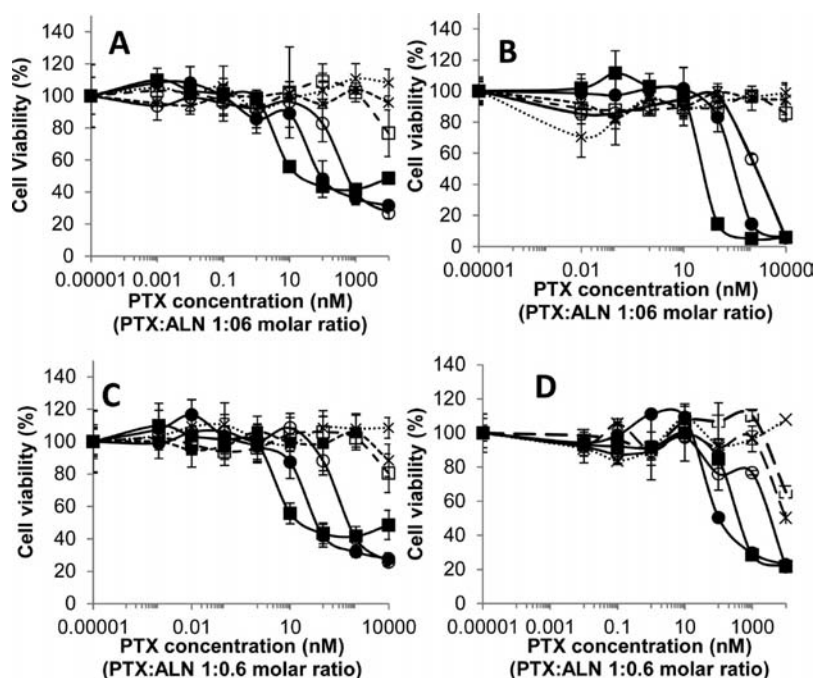 A
Cell Viability (%)
140
120
100
80
60
40
20
0
0.00001 0.001 0.1 10 1000
PTX concentration (nM)
(PTX:ALN 1:06 molar ratio)
B
Cell viability (%)
140
120
100
80
60
40
20
0
0.00001 0.01 10 10000
PTX concentration (nM)
(PTX:ALN 1:06 molar ratio)
C
Cell viability (%)
140
120
100
80
60
40
20
0
0.00001 0.01 10 10000
PTX concentration (nM)
(PTX:ALN 1:0.6 molar ratio)
D
Cell viability (%)
140
120
100
80
60
40
20
0
0.00001 0.001 0.1 10 1000
PTX concentration (nM)
(PTX:ALN 1:0.6 molar ratio)